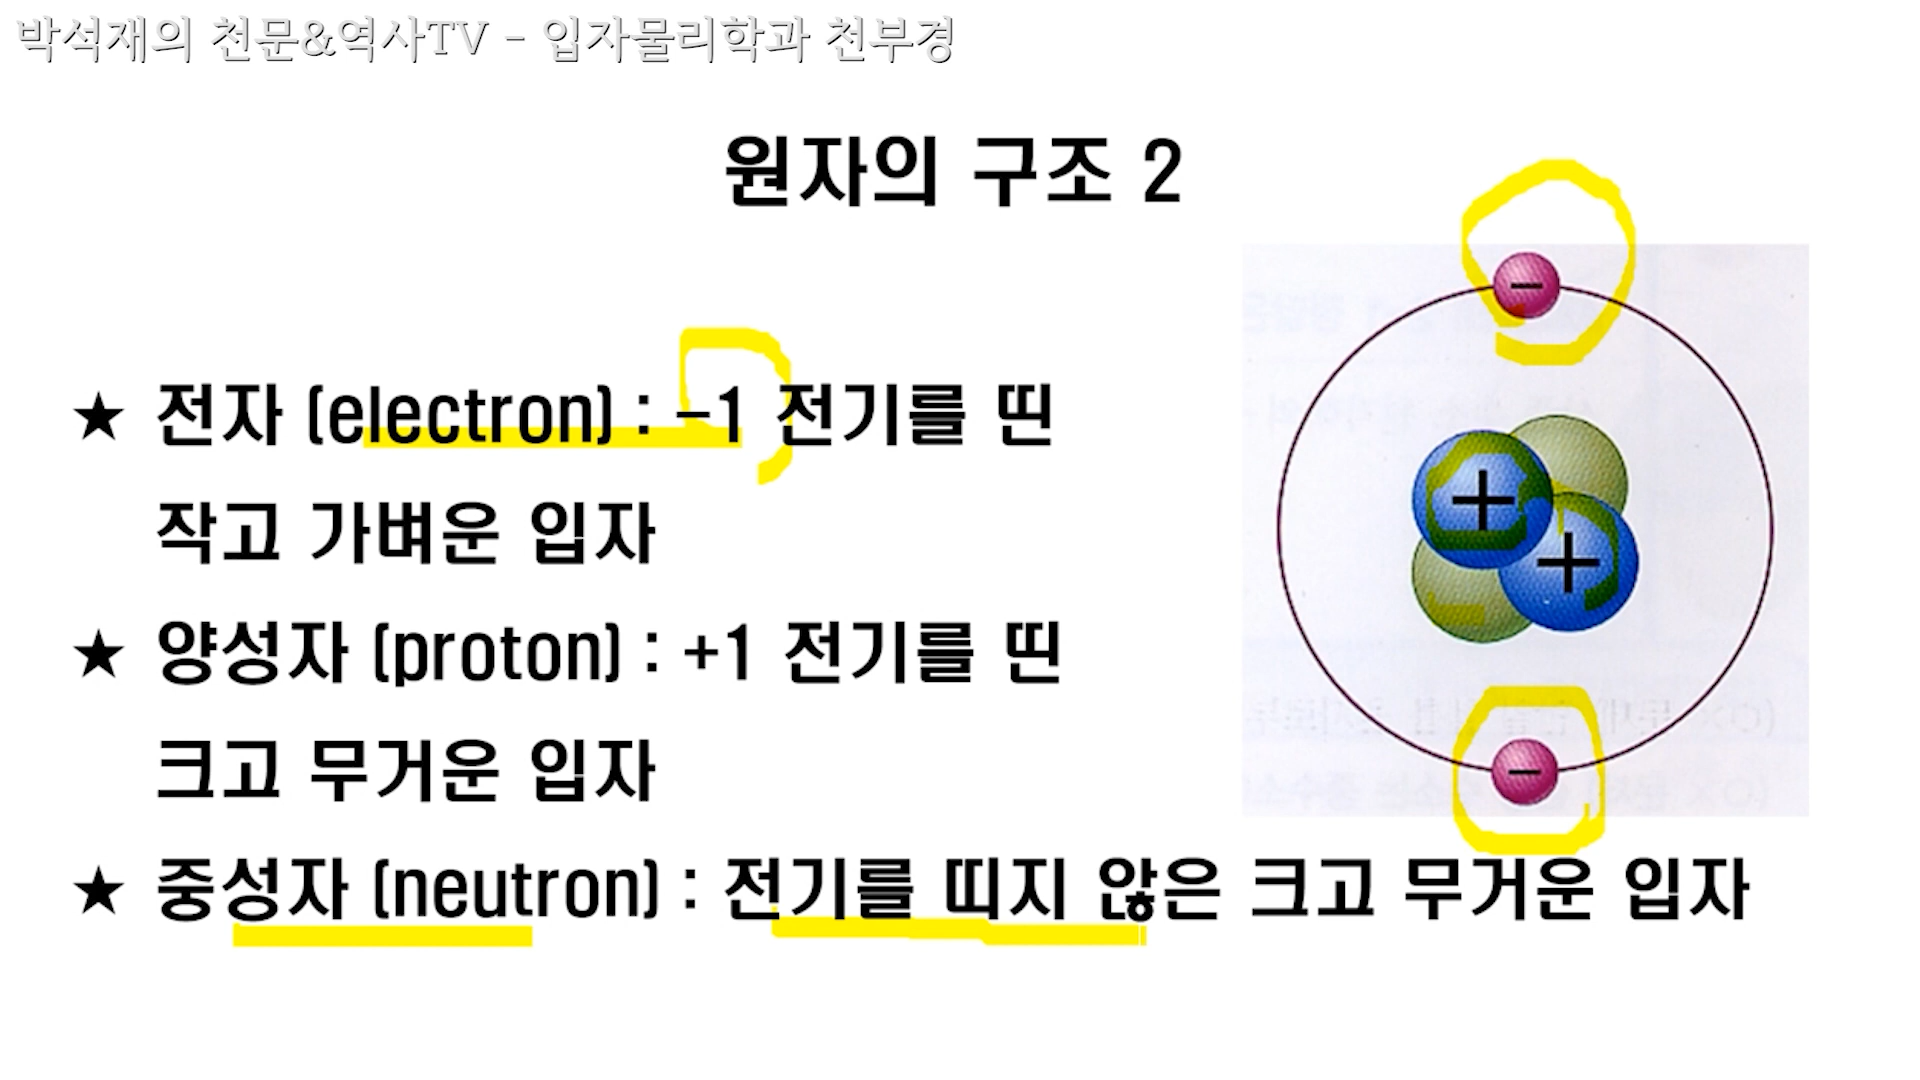 박석재의 천문&역사TV - 입자물리학과 천부경
원자의 구조 2
★ 전자 (electron) : -1 전기를 띤
작고 가벼운 입자
★ 양성자 (proton) : +1 전기를 띤
크고 무거운 입자
★ 중성자 (neutron) : 전기를 띠지 않은 크고 무거운 입자
−
+
+
−